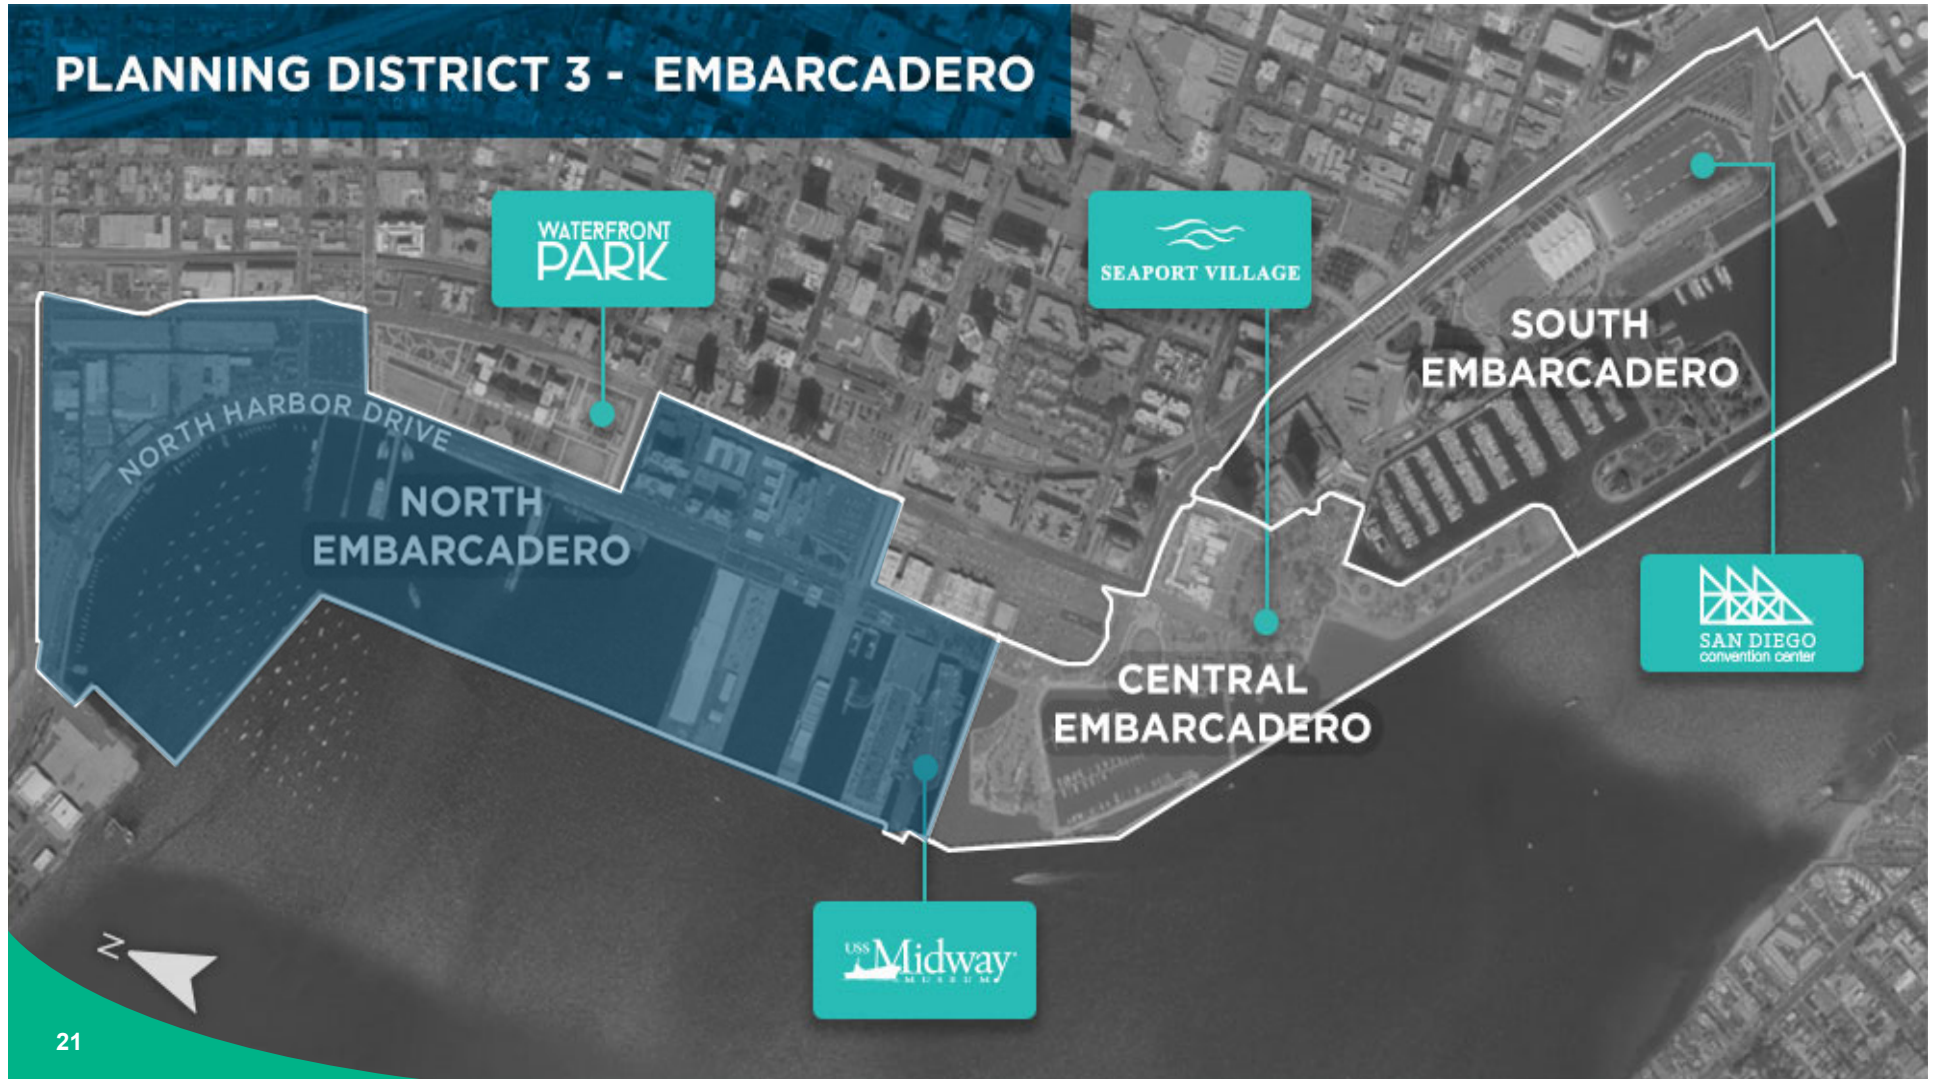 PLANNING DISTRICT 3 - EMBARCADERO
WATERFRONT
PARK
SEAPORT VILLAGE
SOUTH
EMBARCADERO
NORTH HARBOR DRIVE
NORTH
EMBARCADERO
CENTRAL
EMBARCADERO
SAN DIEGO
convention center
USS Midway
MUSEUM
N
21